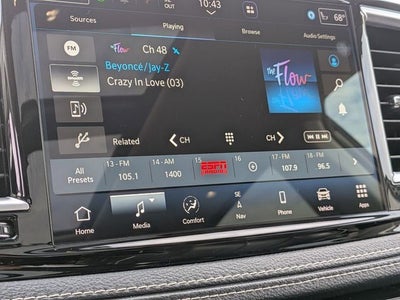 10:43
68°
Sources
Playing
Browse
Audio Settings
FM
Flow
Ch 48
Beyoncé/Jay-Z
Crazy In Love (03)
The Flow
Related
CH
CH
All Presets
13 - FM
105.1
14 - AM
1400
15
ESPN RADIO
16
17 - FM
107.9
18 - FM
96.5
Home
Media
Comfort
SE
Nav
Phone
Vehicle
Apps